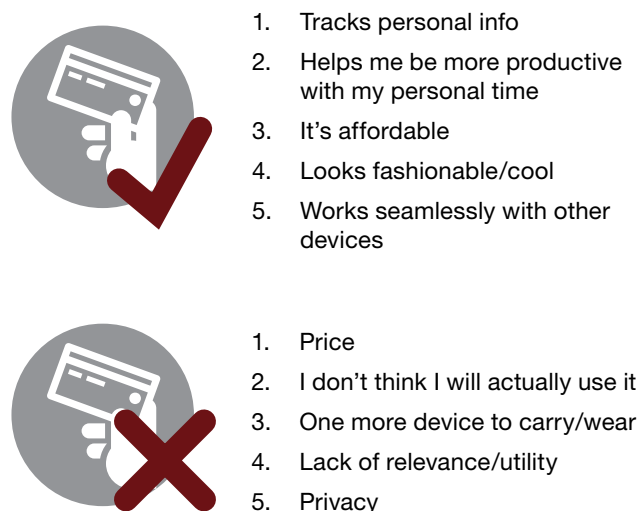 1. Tracks personal info
2. Helps me be more productive
with my personal time
3. It’s affordable
4. Looks fashionable/cool
5. Works seamlessly with other
devices
1. Price
2. I don’t think I will actually use it
3. One more device to carry/wear
4. Lack of relevance/utility
5. Privacy